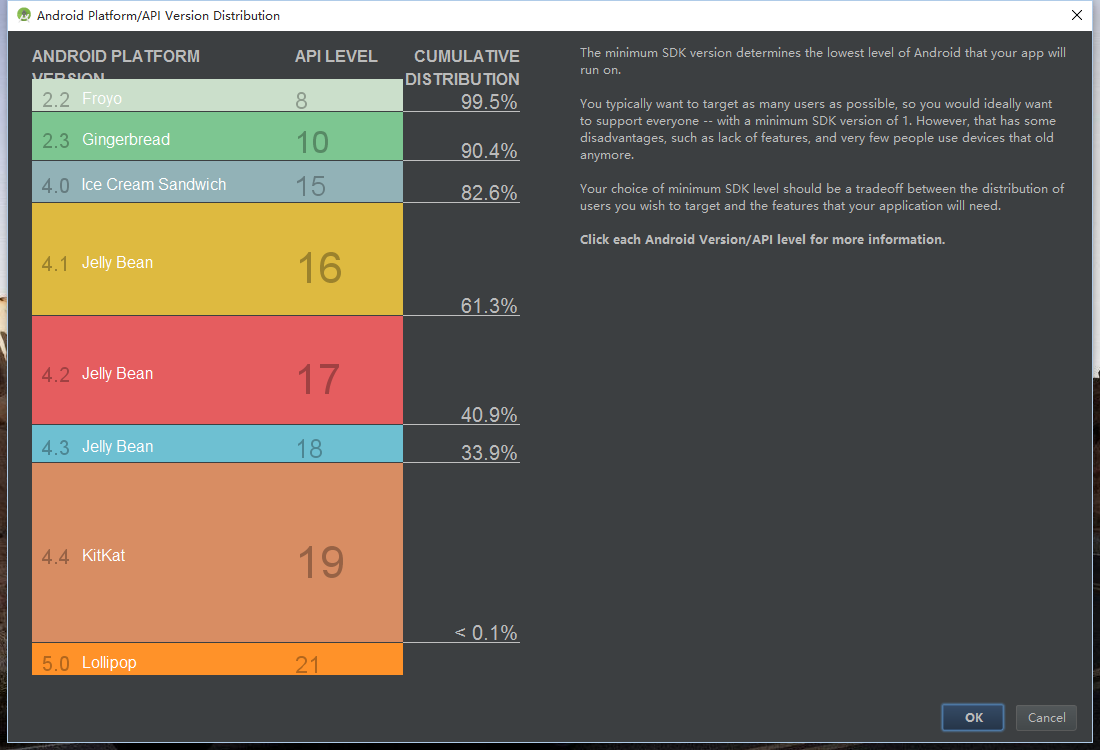 Android Platform/API Version Distribution
ANDROID PLATFORM
VERSION
API LEVEL
CUMULATIVE
DISTRIBUTION
2.2 Froyo 8
99.5%
2.3 Gingerbread 10
90.4%
4.0 Ice Cream Sandwich 15
82.6%
4.1 Jelly Bean 16
61.3%
4.2 Jelly Bean 17
40.9%
4.3 Jelly Bean 18
33.9%
4.4 KitKat 19
< 0.1%
5.0 Lollipop 21
The minimum SDK version determines the lowest level of Android that your app will
run on.
You typically want to target as many users as possible, so you would ideally want
to support everyone -- with a minimum SDK version of 1. However, that has some
disadvantages, such as lack of features, and very few people use devices that old
anymore.
Your choice of minimum SDK level should be a tradeoff between the distribution of
users you wish to target and the features that your application will need.
Click each Android Version/API level for more information.
OK
Cancel